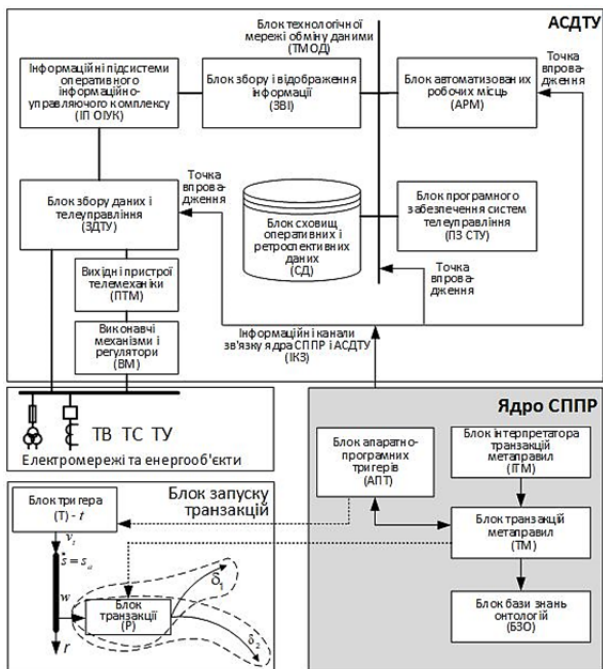 АСДТУ
Блок технологічної
мережі обміну даними
(ТМОД)
Інформаційні підсистеми
оперативного
інформаційно-
управляючого комплексу
(ІП ОІУК)
Блок збору і відображення
інформації
(ЗВІ)
Блок автоматизованих
робочих місць
(АРМ)
Точка
впрова-
дження
Точка
впрова-
дження
Блок збору даних і
телеуправління
(ЗДТУ)
Блок сховищ
оперативних і
ретроспективних
даних
(СД)
Блок програмного
забезпечення систем
телеуправління
(ПЗ СТУ)
Точка
впрова-
дження
Вихідні пристрої
телемеханіки
(ПТМ)
Виконавчі
механізми і
регулятори
(ВМ)
Інформаційні канали
зв'язку ядра СППР і АСДТУ
(ІКЗ)
ТВ ТС ТУ
Електромережі та енергооб'єкти
Ядро СППР
Блок апаратно-
програмних
тригерів
(АПТ)
Блок інтерпретатора
транзакцій
метаправил
(ІТМ)
Блок транзакцій
метаправил
(ТМ)
Блок бази знань
онтологій
(БЗО)
Блок запуску
транзакцій
Блок тригера
(Т) - t
w
r
Блок
транзакції
(Р)
δ1
δ2